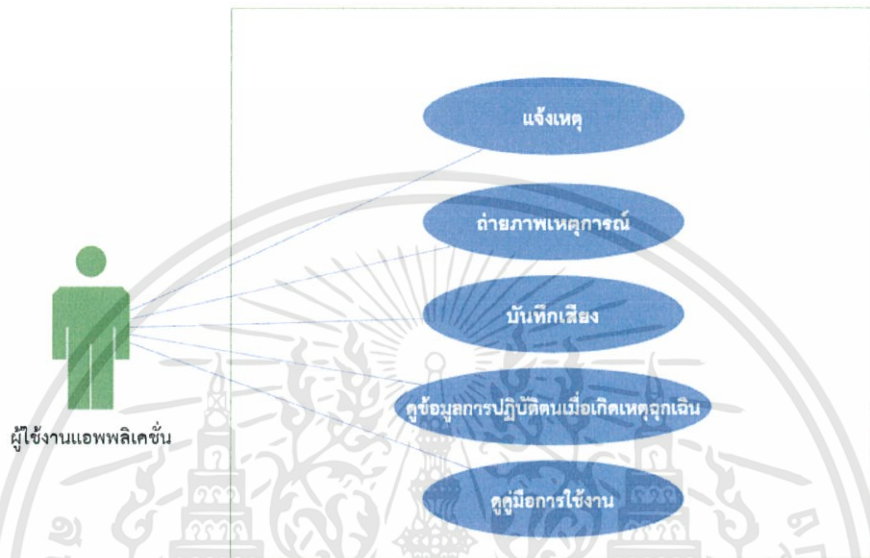 แจ้งเหตุ
ถ่ายภาพเหตุการณ์
บันทึกเสียง
ดูข้อมูลการปฏิบัติตนเมื่อเกิดเหตุฉุกเฉิน
ดูคู่มือการใช้งาน
ผู้ใช้งานแอพพลิเคชั่น